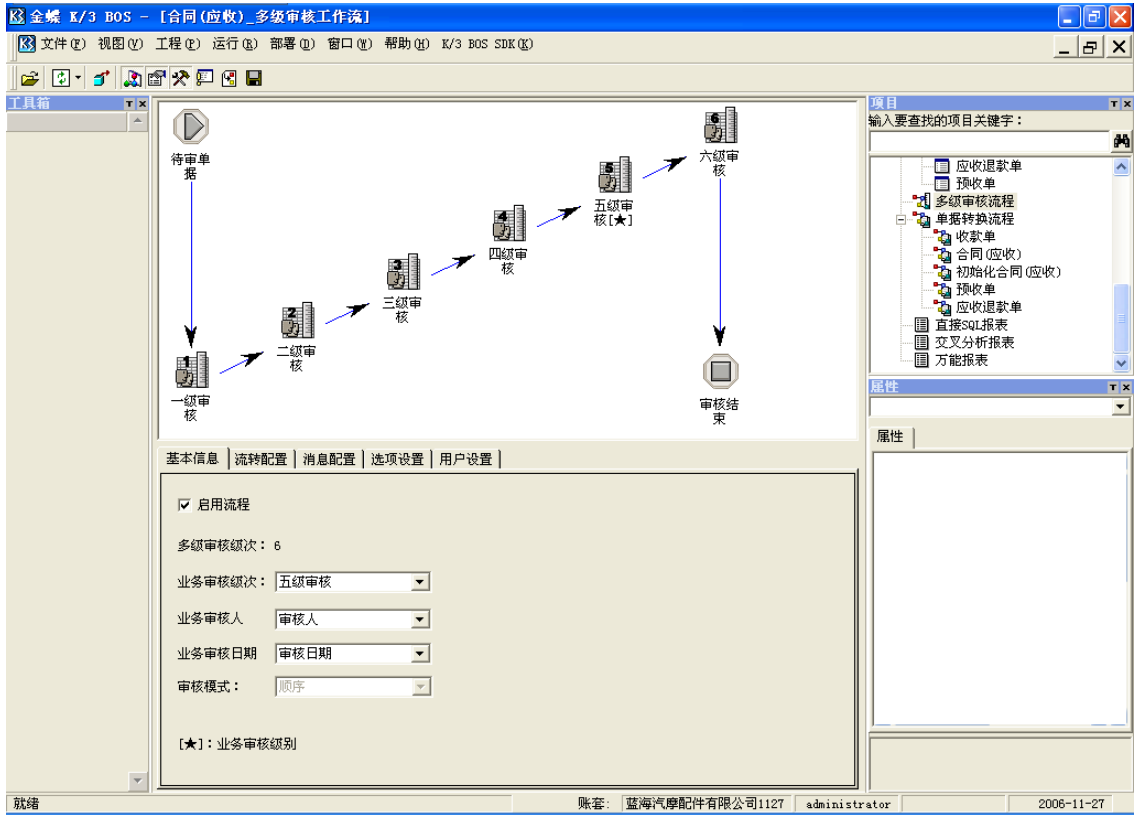 金蝶 K/3 BOS - [合同(应收)_多级审核工作流]
文件(F) 视图(V) 工程(P) 运行(R) 部署(D) 窗口(W) 帮助(H) K/3 BOS SDK(K)
工具箱
待审单
据
1
一级审
核
2
二级审
核
3
三级审
核
4
四级审
核
5
五级审
核[★]
6
六级审
核
审核结
束
基本信息 流转配置 消息配置 选项设置 用户设置
启用流程
多级审核级次：6
业务审核级次： 五级审核
业务审核人 审核人
业务审核日期 审核日期
审核模式： 顺序
[★]：业务审核级别
项目
输入要查找的项目关键字：
应收退款单
预收单
多级审核流程
单据转换流程
收款单
合同(应收)
初始化合同(应收)
预收单
应收退款单
直接SQL报表
交叉分析报表
万能报表
属性
属性
就绪 账套: 蓝海汽摩配件有限公司1127 administrator 2006-11-27